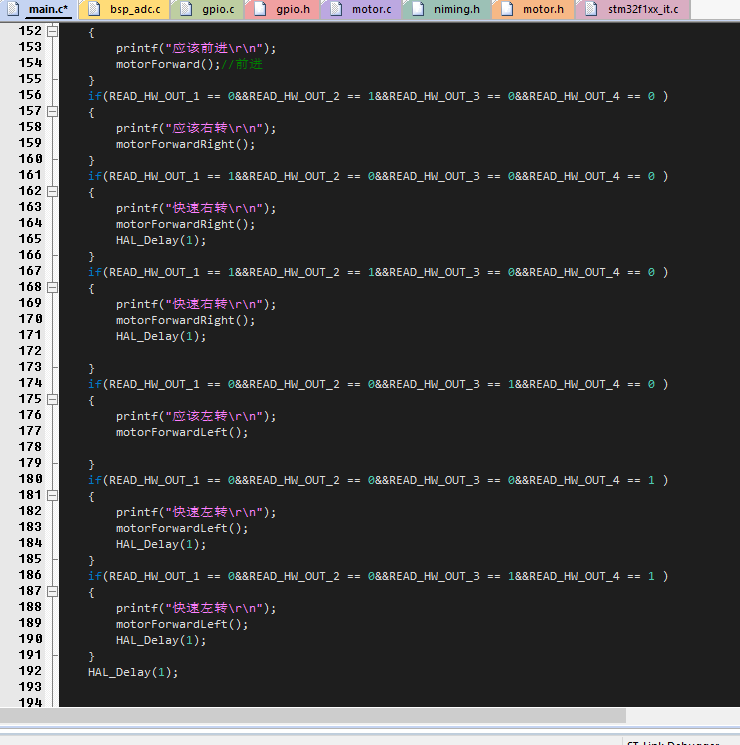 main.c* bsp_adc.c gpio.c gpio.h motor.c niming.h motor.h stm32f1xx_it.c
152 {
153 printf("应该前进\r\n");
154 motorForward();//前进
155 }
156 if(READ_HW_OUT_1 == 0&&READ_HW_OUT_2 == 1&&READ_HW_OUT_3 == 0&&READ_HW_OUT_4 == 0 )
157 {
158 printf("应该右转\r\n");
159 motorForwardRight();
160 }
161 if(READ_HW_OUT_1 == 1&&READ_HW_OUT_2 == 0&&READ_HW_OUT_3 == 0&&READ_HW_OUT_4 == 0 )
162 {
163 printf("快速右转\r\n");
164 motorForwardRight();
165 HAL_Delay(1);
166 }
167 if(READ_HW_OUT_1 == 1&&READ_HW_OUT_2 == 1&&READ_HW_OUT_3 == 0&&READ_HW_OUT_4 == 0 )
168 {
169 printf("快速右转\r\n");
170 motorForwardRight();
171 HAL_Delay(1);
172
173 }
174 if(READ_HW_OUT_1 == 0&&READ_HW_OUT_2 == 0&&READ_HW_OUT_3 == 1&&READ_HW_OUT_4 == 0 )
175 {
176 printf("应该左转\r\n");
177 motorForwardLeft();
178
179 }
180 if(READ_HW_OUT_1 == 0&&READ_HW_OUT_2 == 0&&READ_HW_OUT_3 == 0&&READ_HW_OUT_4 == 1 )
181 {
182 printf("快速左转\r\n");
183 motorForwardLeft();
184 HAL_Delay(1);
185 }
186 if(READ_HW_OUT_1 == 0&&READ_HW_OUT_2 == 0&&READ_HW_OUT_3 == 1&&READ_HW_OUT_4 == 1 )
187 {
188 printf("快速左转\r\n");
189 motorForwardLeft();
190 HAL_Delay(1);
191 }
192 HAL_Delay(1);
193
194
ST-Link Debugger